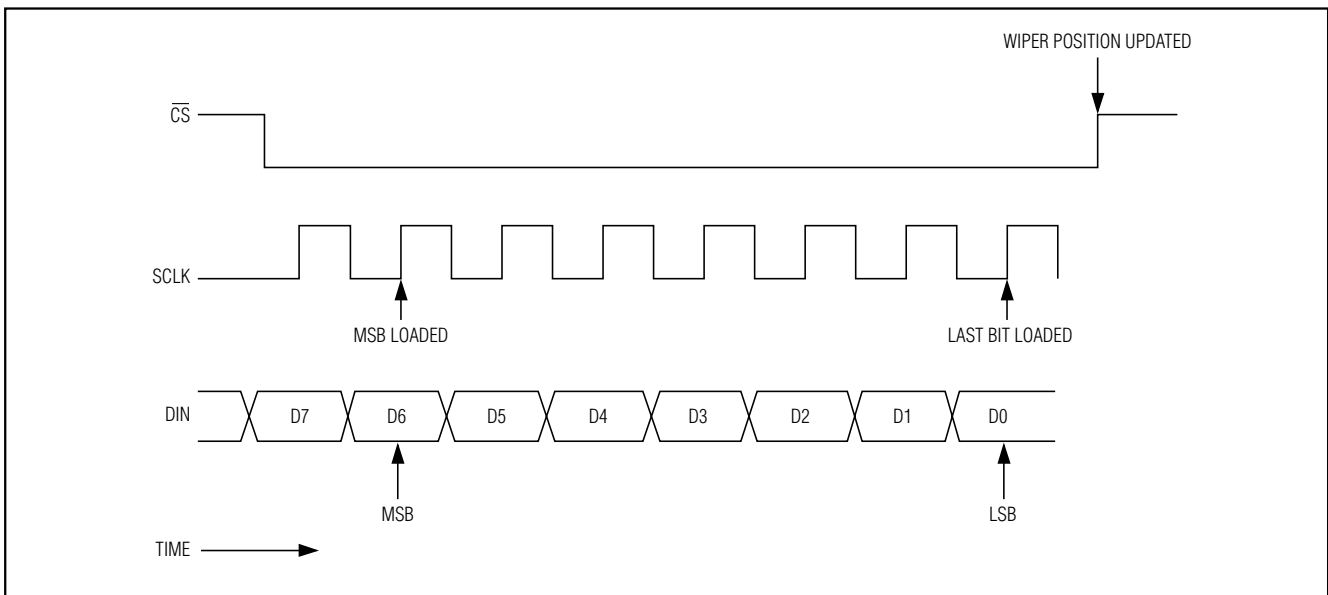 WIPER POSITION UPDATED
CS
SCLK
MSB LOADED
LAST BIT LOADED
DIN D7 D6 D5 D4 D3 D2 D1 D0
MSB
LSB
TIME